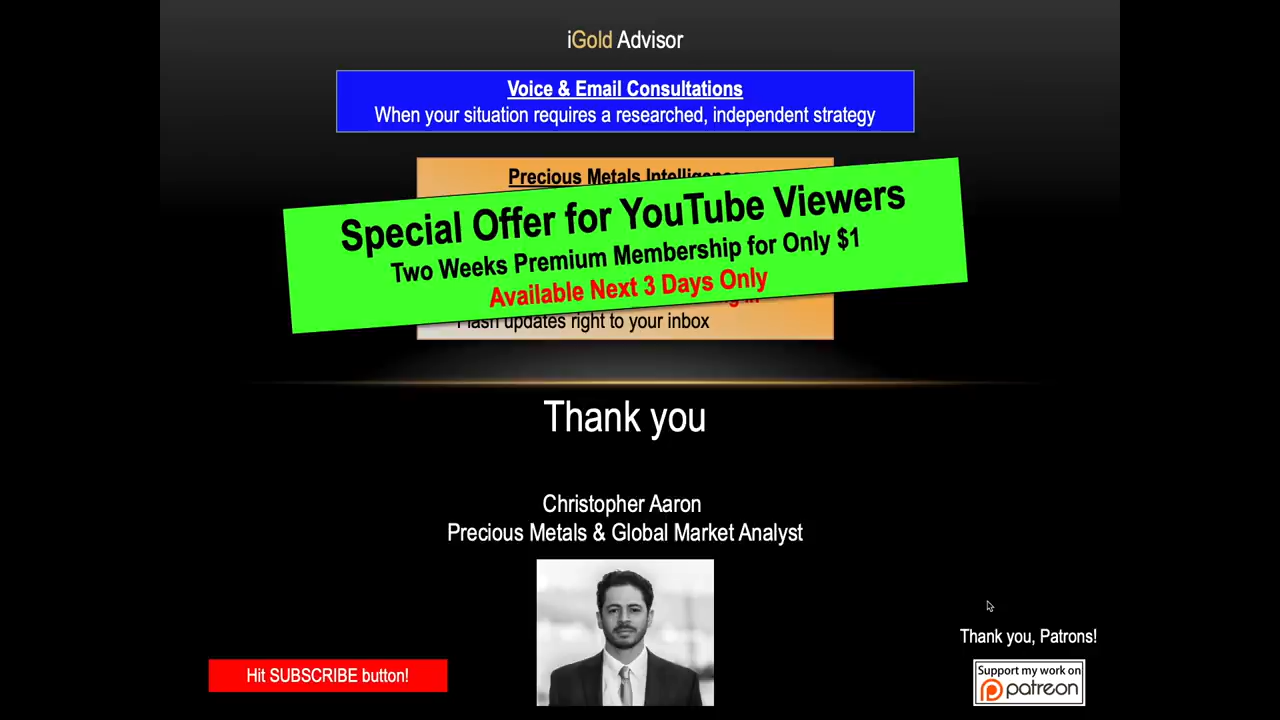 iGold Advisor
Voice & Email Consultations
When your situation requires a researched, independent strategy
Precious Metals
Special Offer for YouTube Viewers
Two Weeks Premium Membership for Only $1
Available Next 3 Days Only
Flash updates right to your inbox
Thank you
Christopher Aaron
Precious Metals & Global Market Analyst
Thank you, Patrons!
Hit SUBSCRIBE button!
Support my work on
patreon